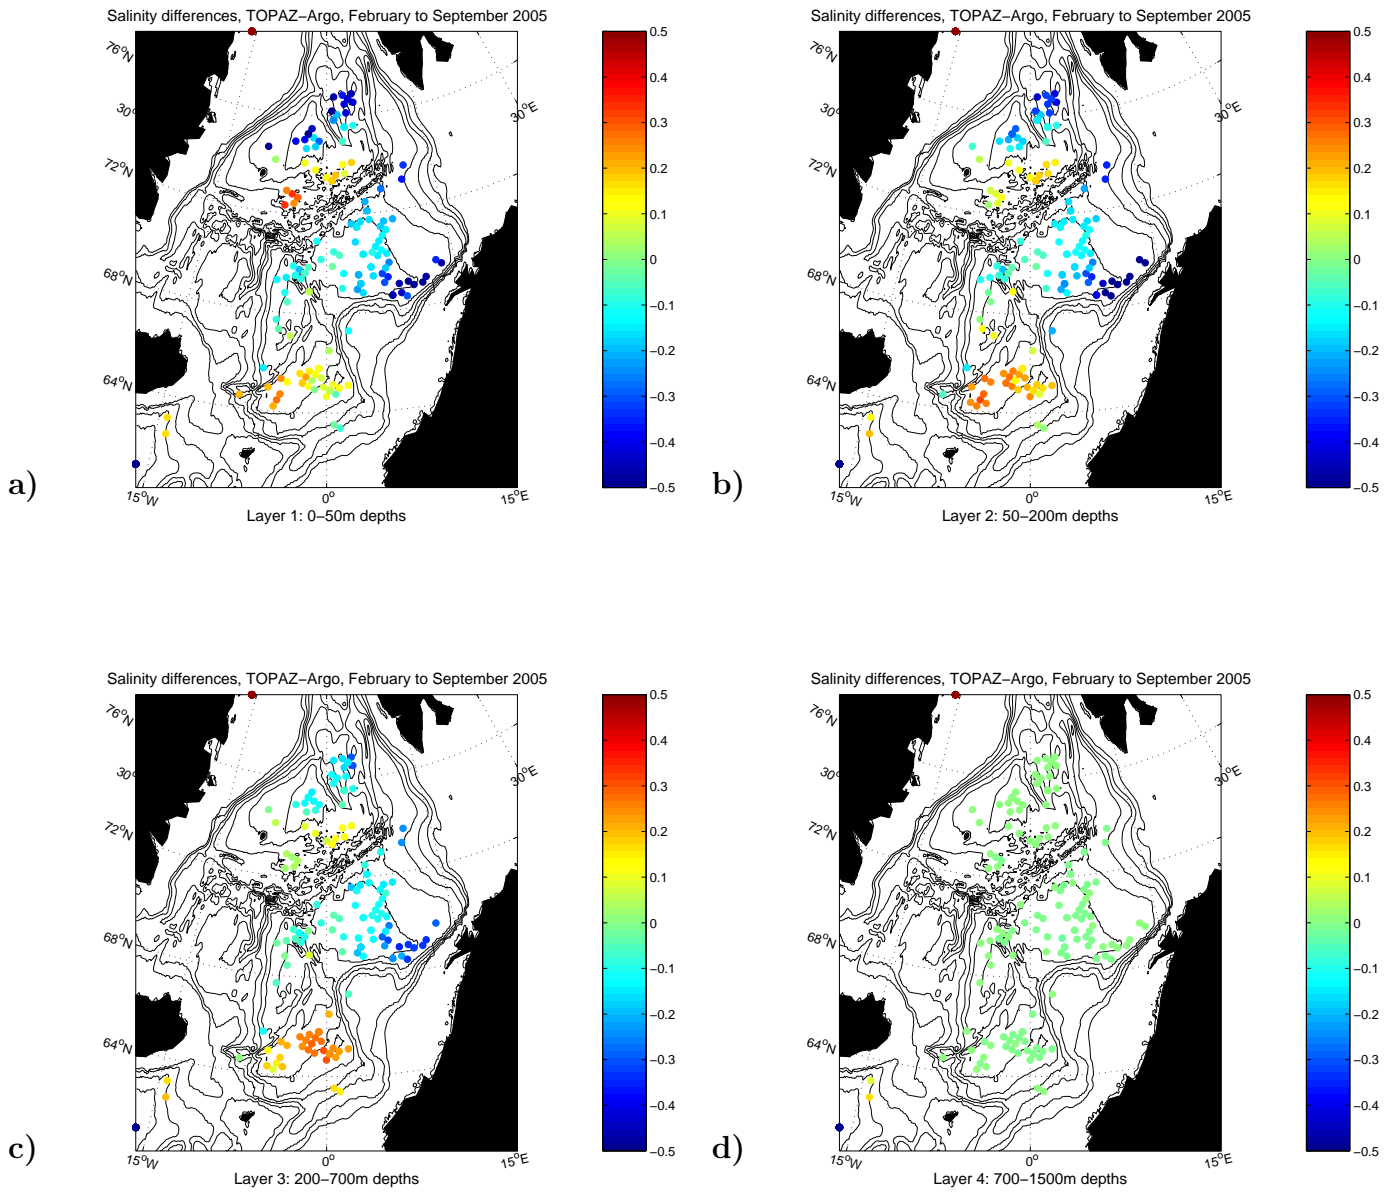 Salinity differences, TOPAZ−Argo, February to September 2005
76°N
30°
72°N
68°N
64°N
15°W
0°
15°E
30°E
0.5
0.4
0.3
0.2
0.1
0
−0.1
−0.2
−0.3
−0.4
−0.5
a)
Layer 1: 0−50m depths
Salinity differences, TOPAZ−Argo, February to September 2005
76°N
30°
72°N
68°N
64°N
15°W
0°
15°E
30°E
0.5
0.4
0.3
0.2
0.1
0
−0.1
−0.2
−0.3
−0.4
−0.5
b)
Layer 2: 50−200m depths
Salinity differences, TOPAZ−Argo, February to September 2005
76°N
30°
72°N
68°N
64°N
15°W
0°
15°E
30°E
0.5
0.4
0.3
0.2
0.1
0
−0.1
−0.2
−0.3
−0.4
−0.5
c)
Layer 3: 200−700m depths
Salinity differences, TOPAZ−Argo, February to September 2005
76°N
30°
72°N
68°N
64°N
15°W
0°
15°E
30°E
0.5
0.4
0.3
0.2
0.1
0
−0.1
−0.2
−0.3
−0.4
−0.5
d)
Layer 4: 700−1500m depths